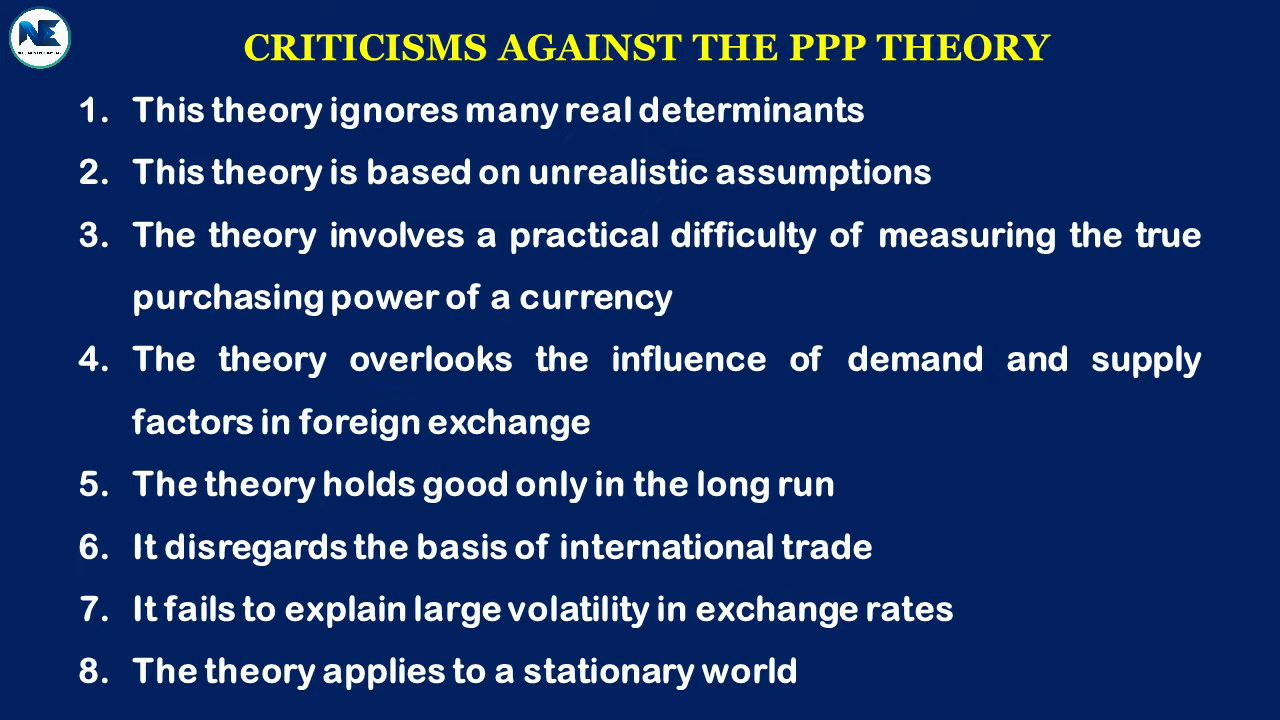 NE
CRITICISMS AGAINST THE PPP THEORY
1. This theory ignores many real determinants
2. This theory is based on unrealistic assumptions
3. The theory involves a practical difficulty of measuring the true
purchasing power of a currency
4. The theory overlooks the influence of demand and supply
factors in foreign exchange
5. The theory holds good only in the long run
6. It disregards the basis of international trade
7. It fails to explain large volatility in exchange rates
8. The theory applies to a stationary world